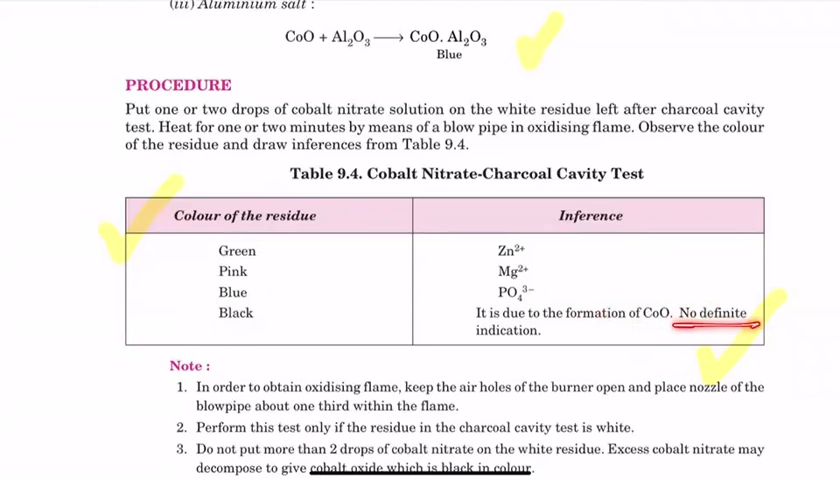 (iii) Aluminium salt :
CoO + Al₂O₃ ⟶ CoO. Al₂O₃
Blue
PROCEDURE
Put one or two drops of cobalt nitrate solution on the white residue left after charcoal cavity
test. Heat for one or two minutes by means of a blow pipe in oxidising flame. Observe the colour
of the residue and draw inferences from Table 9.4.
Table 9.4. Cobalt Nitrate-Charcoal Cavity Test
Colour of the residue Inference
Green Zn²⁺
Pink Mg²⁺
Blue PO₄³⁻
Black It is due to the formation of CoO. No definite
indication.
Note :
1. In order to obtain oxidising flame, keep the air holes of the burner open and place nozzle of the
blowpipe about one third within the flame.
2. Perform this test only if the residue in the charcoal cavity test is white.
3. Do not put more than 2 drops of cobalt nitrate on the white residue. Excess cobalt nitrate may
decompose to give cobalt oxide which is black in colour.